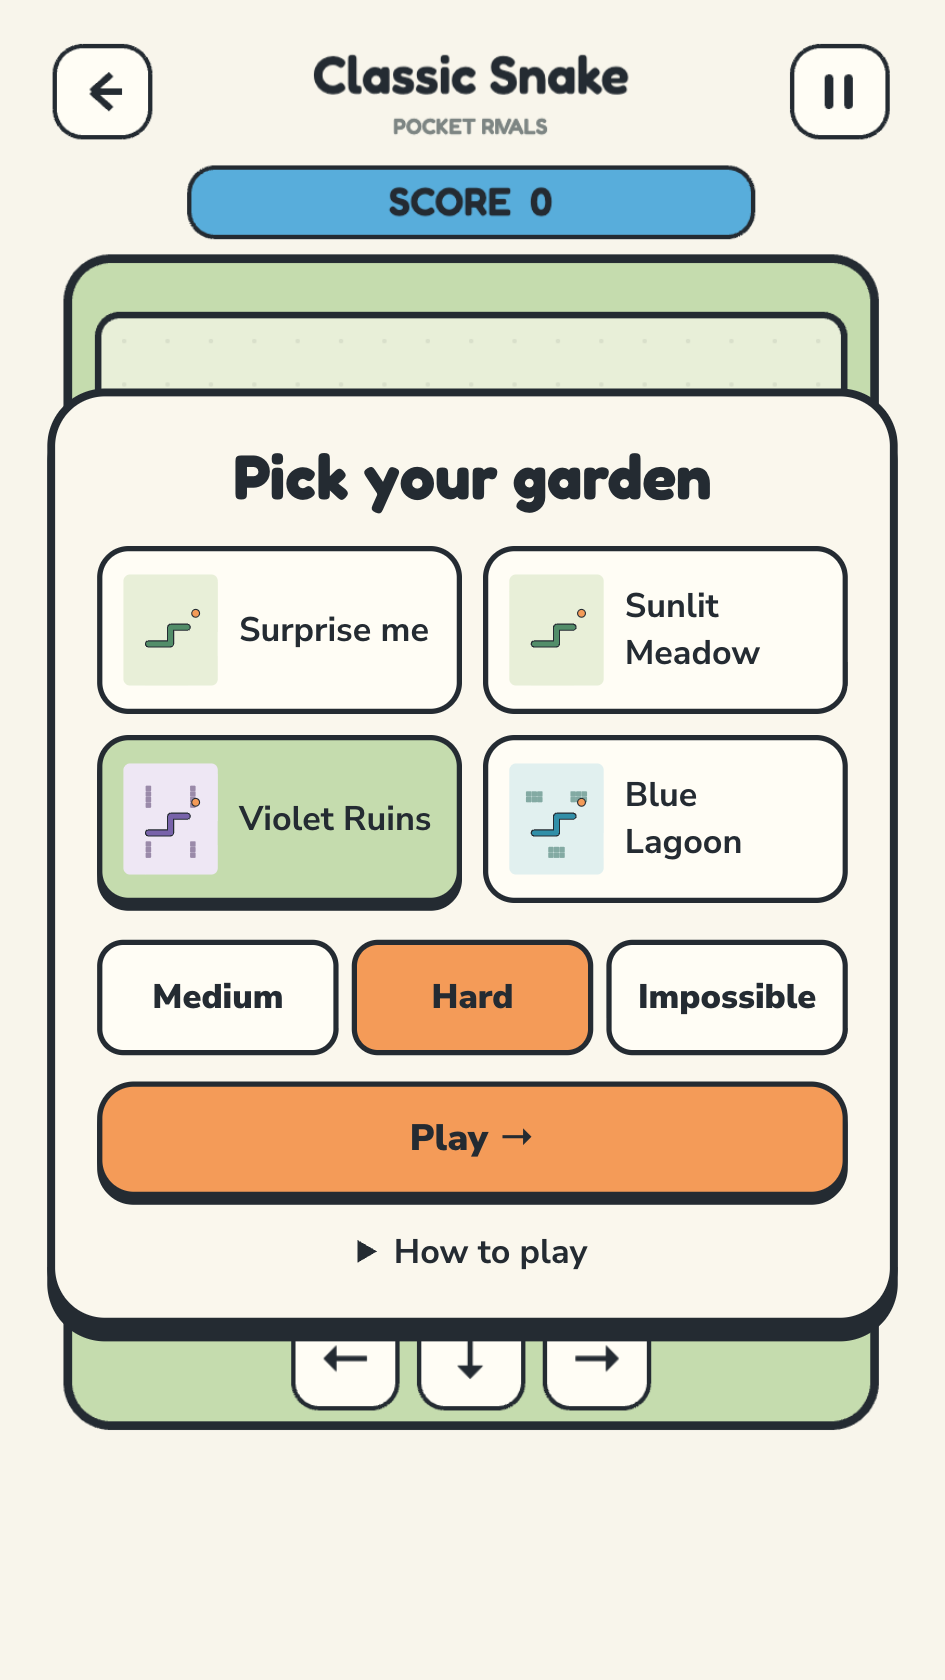 Classic Snake
POCKET RIVALS
SCORE 0
Pick your garden
Surprise me
Sunlit
Meadow
Violet Ruins
Blue
Lagoon
Medium
Hard
Impossible
Play →
▶ How to play
← ↓ →